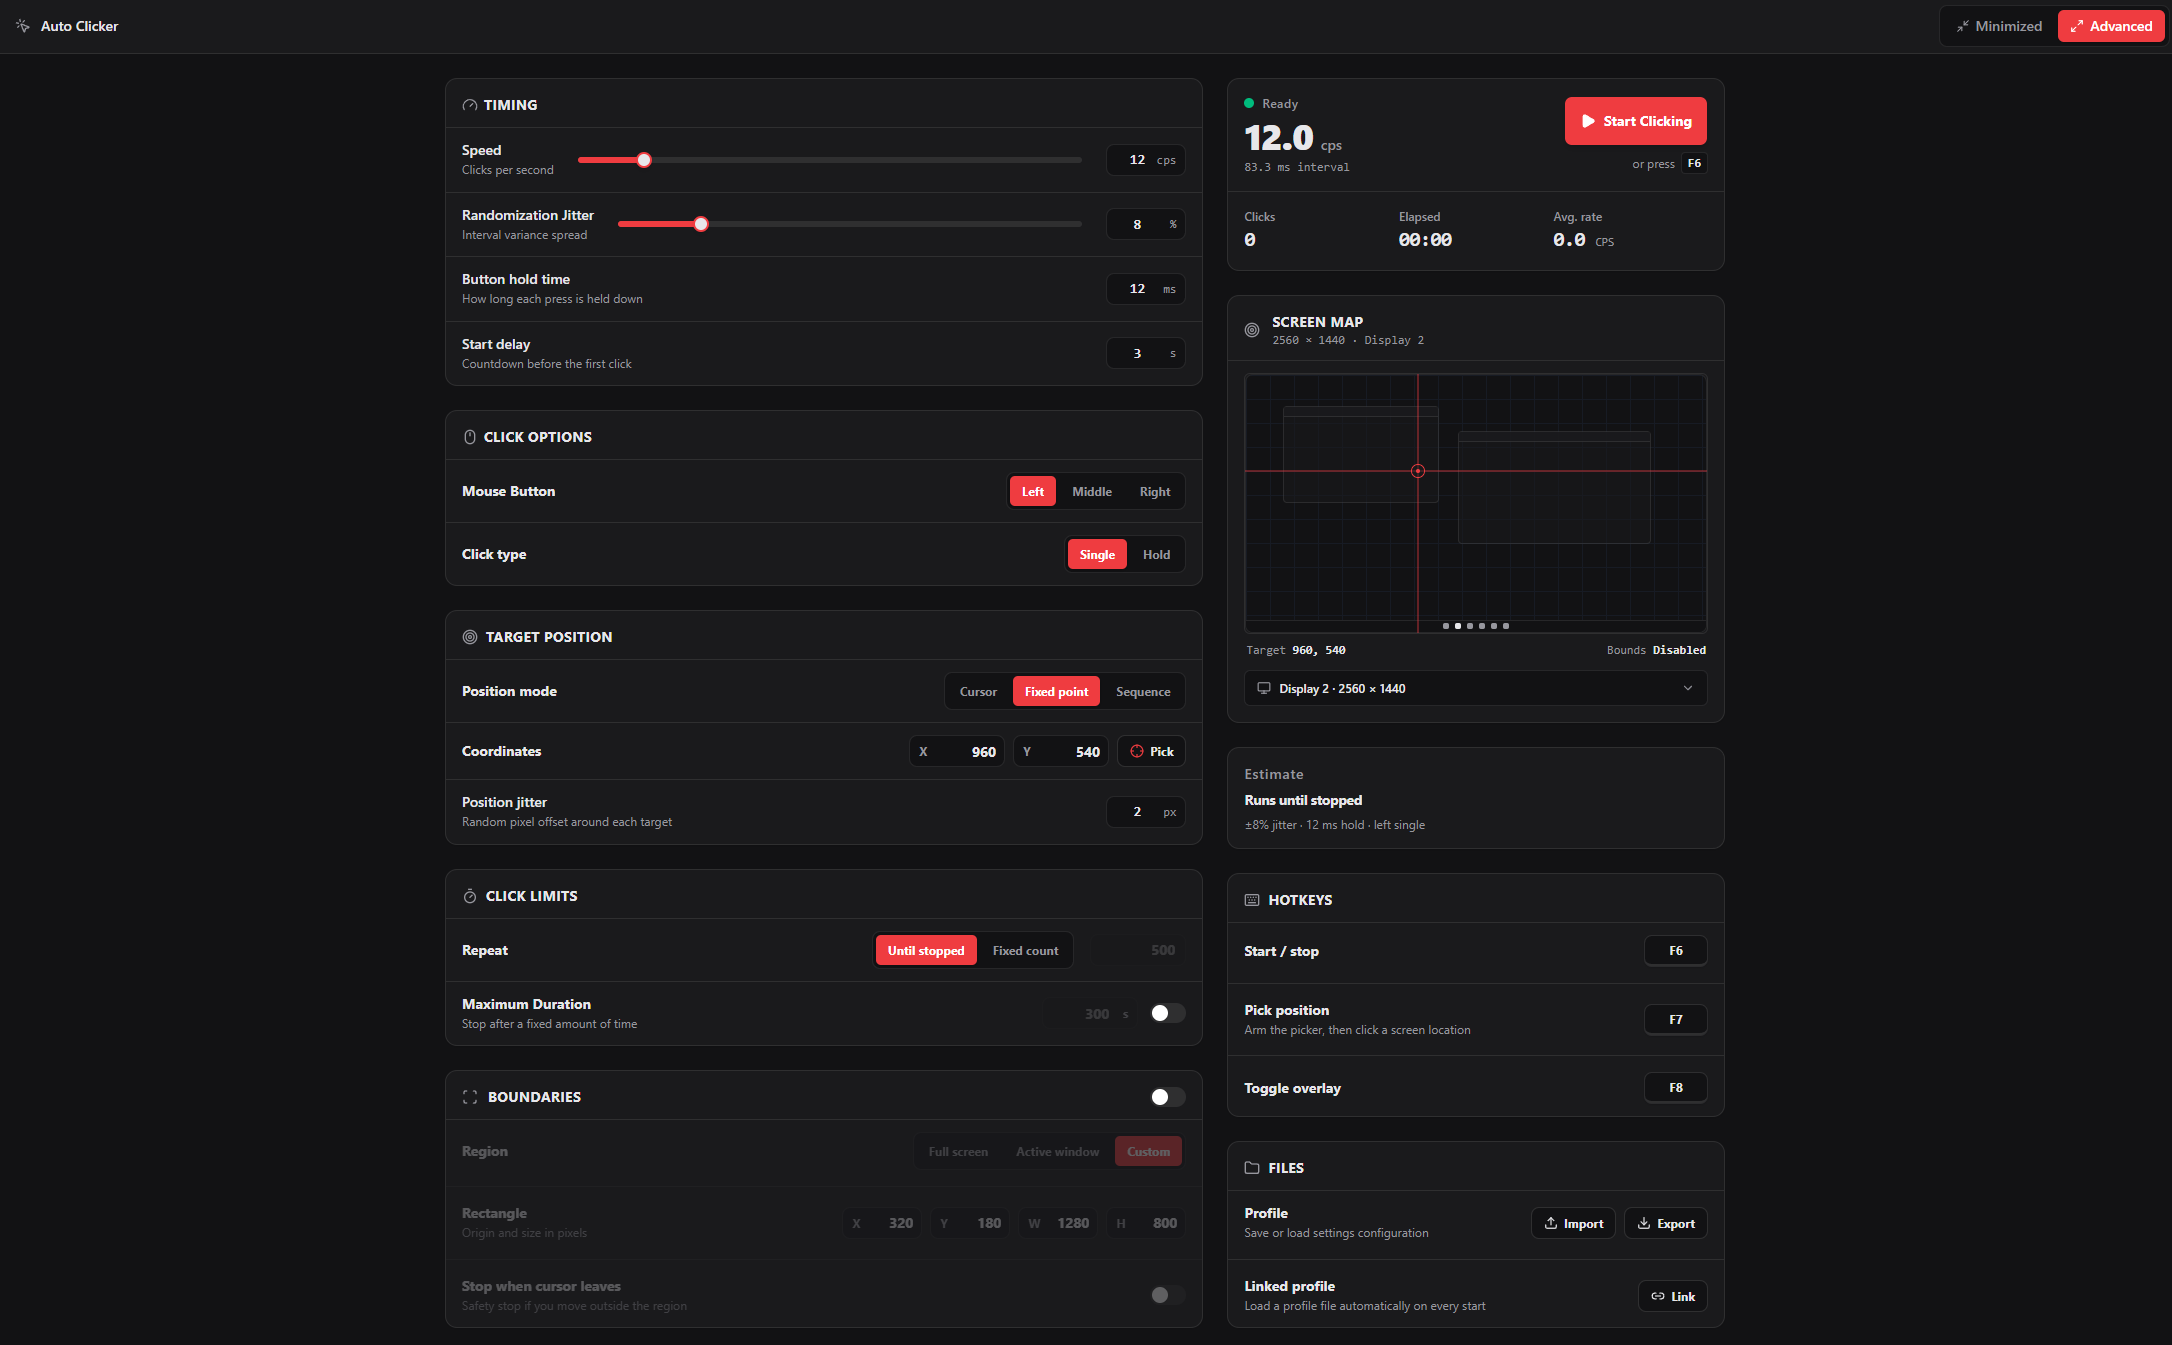 Auto Clicker
Minimized
Advanced
TIMING
Speed
Clicks per second
12 cps
Randomization Jitter
Interval variance spread
8 %
Button hold time
How long each press is held down
12 ms
Start delay
Countdown before the first click
3 s
CLICK OPTIONS
Mouse Button
Left Middle Right
Click type
Single Hold
TARGET POSITION
Position mode
Cursor Fixed point Sequence
Coordinates
X 960 Y 540 Pick
Position jitter
Random pixel offset around each target
2 px
CLICK LIMITS
Repeat
Until stopped Fixed count 500
Maximum Duration
Stop after a fixed amount of time
300 s
BOUNDARIES
Region
Full screen Active window Custom
Rectangle
Origin and size in pixels
X 320 Y 180 W 1280 H 800
Stop when cursor leaves
Safety stop if you move outside the region
Ready
12.0 cps
83.3 ms interval
Start Clicking
or press F6
Clicks
0
Elapsed
00:00
Avg. rate
0.0 CPS
SCREEN MAP
2560 × 1440 · Display 2
Target 960, 540
Bounds Disabled
Display 2 · 2560 × 1440
Estimate
Runs until stopped
±8% jitter · 12 ms hold · left single
HOTKEYS
Start / stop
F6
Pick position
Arm the picker, then click a screen location
F7
Toggle overlay
F8
FILES
Profile
Save or load settings configuration
Import Export
Linked profile
Load a profile file automatically on every start
Link